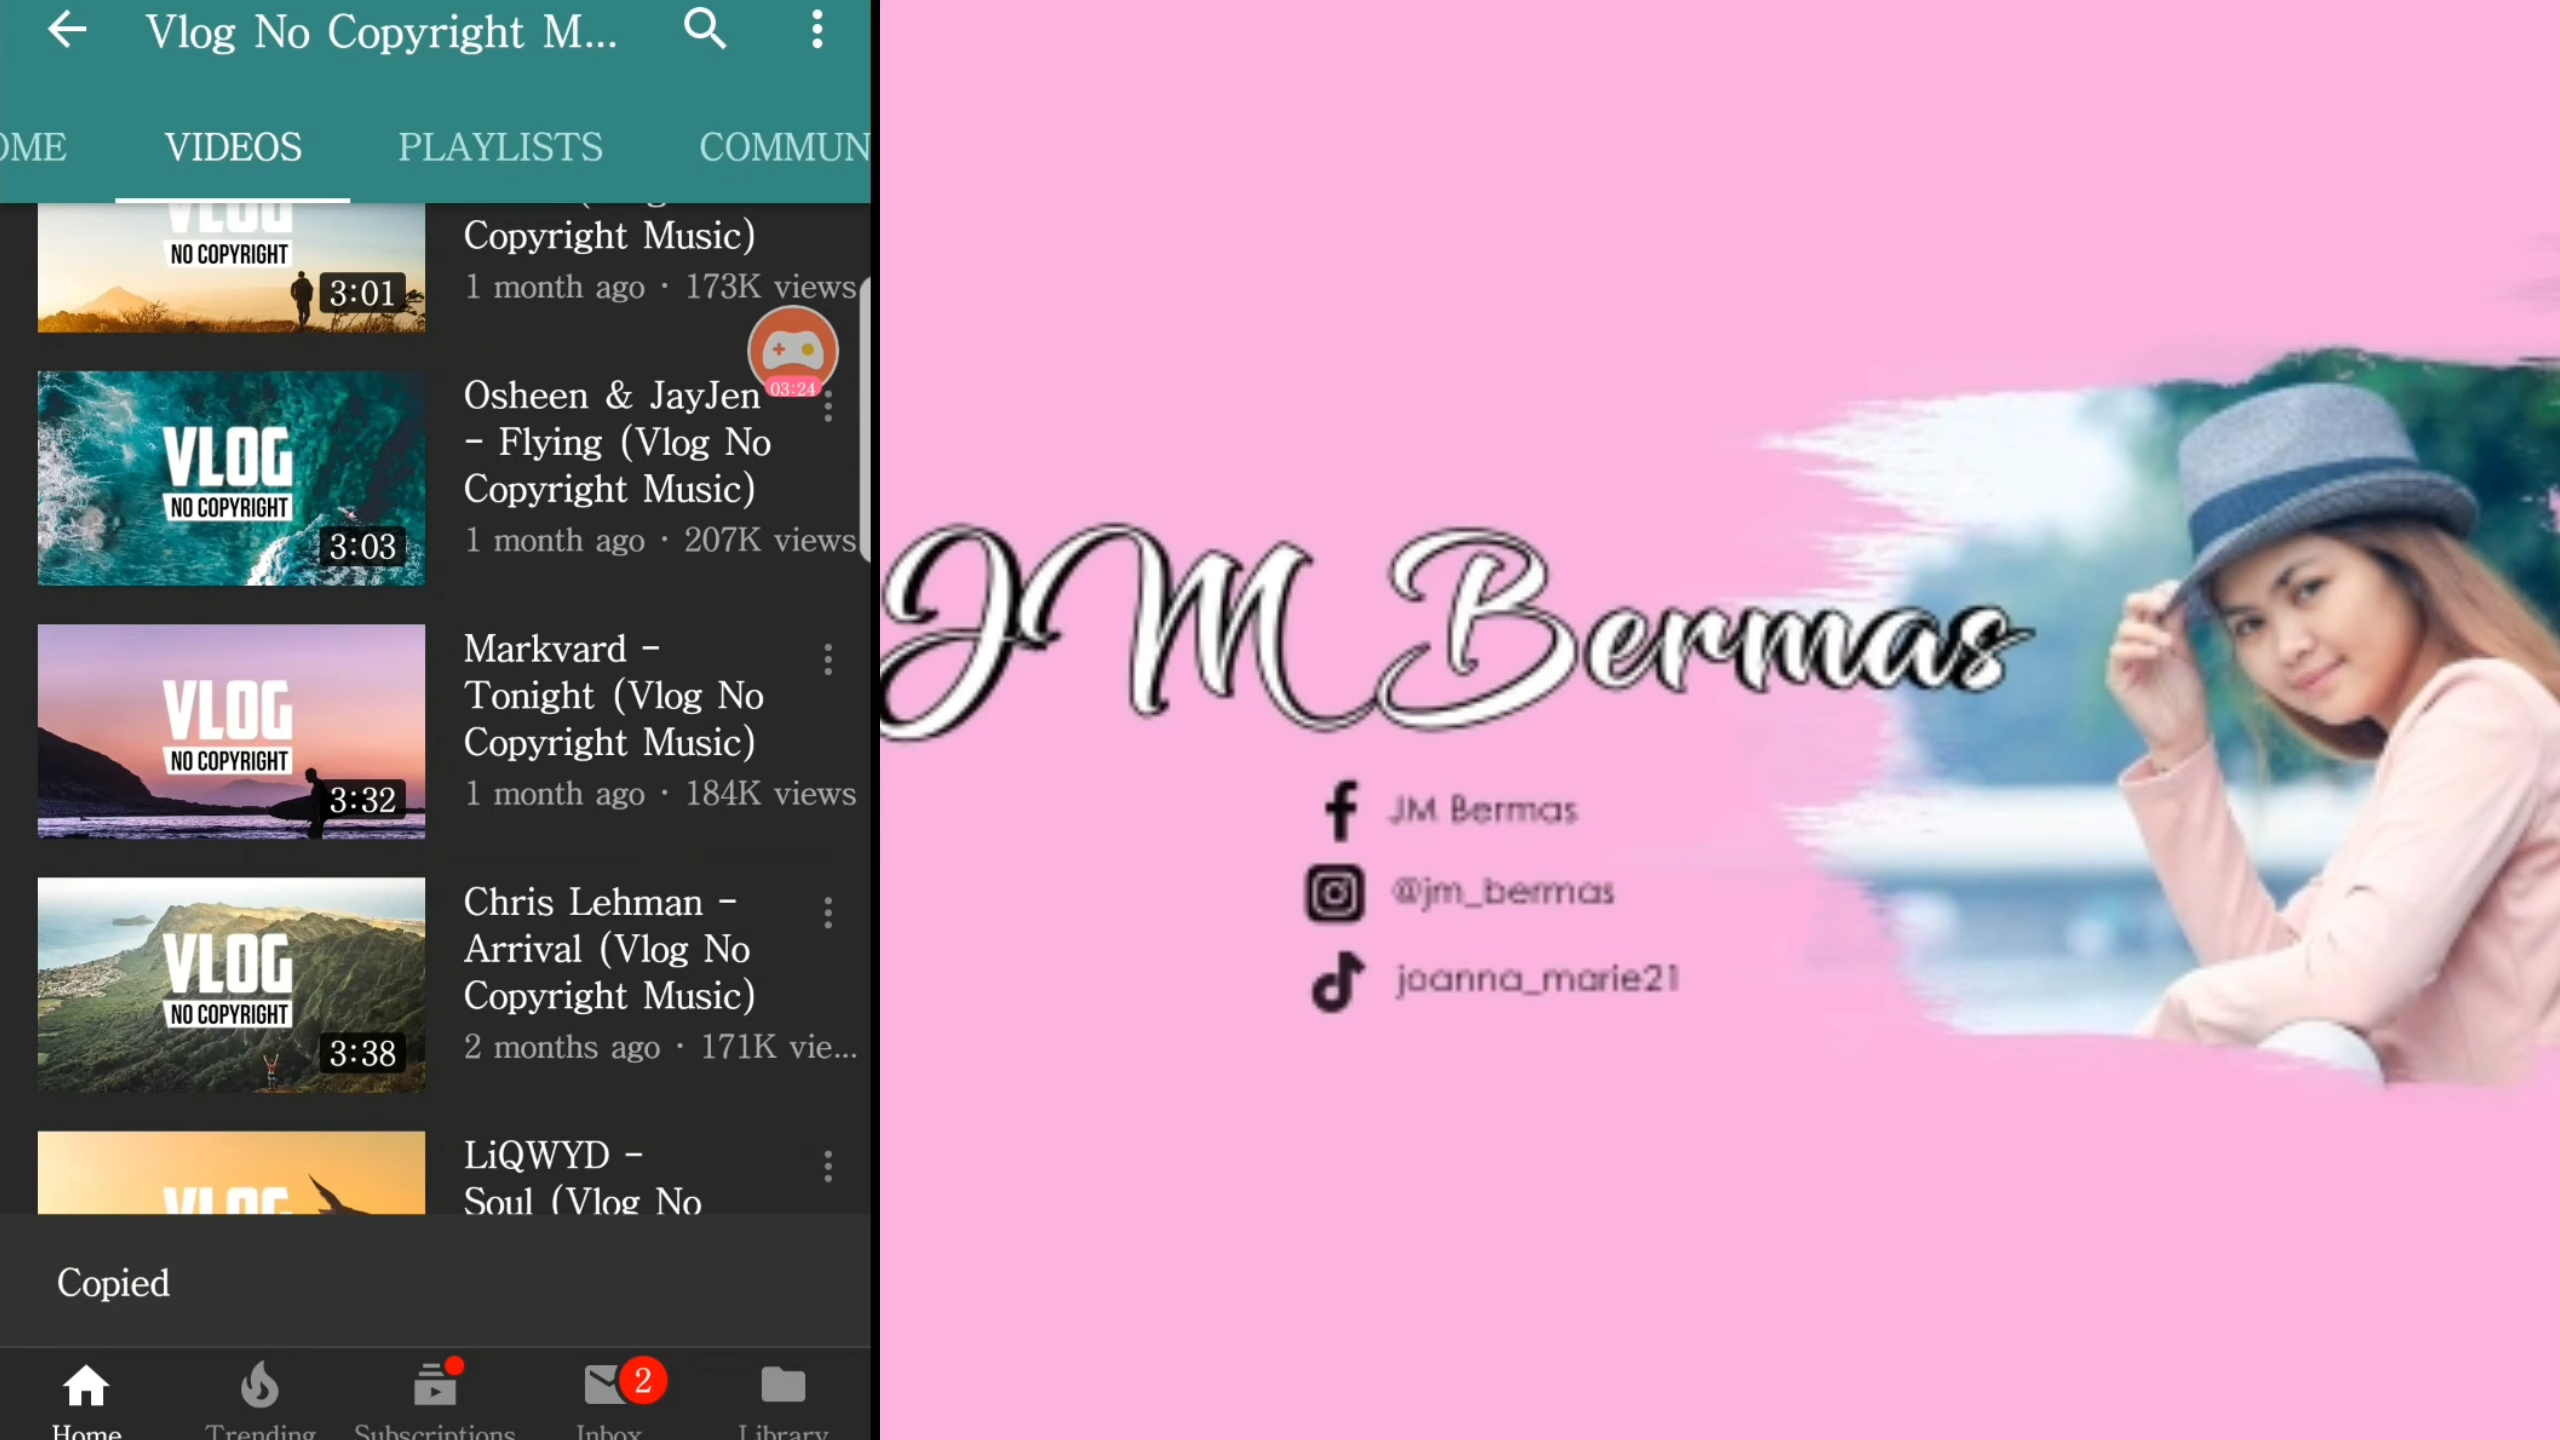 Vlog No Copyright M...
OME VIDEOS PLAYLISTS COMMUN
VLOG
NO COPYRIGHT
3:01
Copyright Music)
1 month ago · 173K views
03:24
VLOG
NO COPYRIGHT
3:03
Osheen & JayJen
- Flying (Vlog No
Copyright Music)
1 month ago · 207K views
VLOG
NO COPYRIGHT
3:32
Markvard -
Tonight (Vlog No
Copyright Music)
1 month ago · 184K views
VLOG
NO COPYRIGHT
3:38
Chris Lehman -
Arrival (Vlog No
Copyright Music)
2 months ago · 171K vie...
VLOG
LiQWYD -
Soul (Vlog No
Copied
2
Home Trending Subscriptions Inbox Library
JM Bermas
JM Bermas
@jm_bermas
joanna_marie21